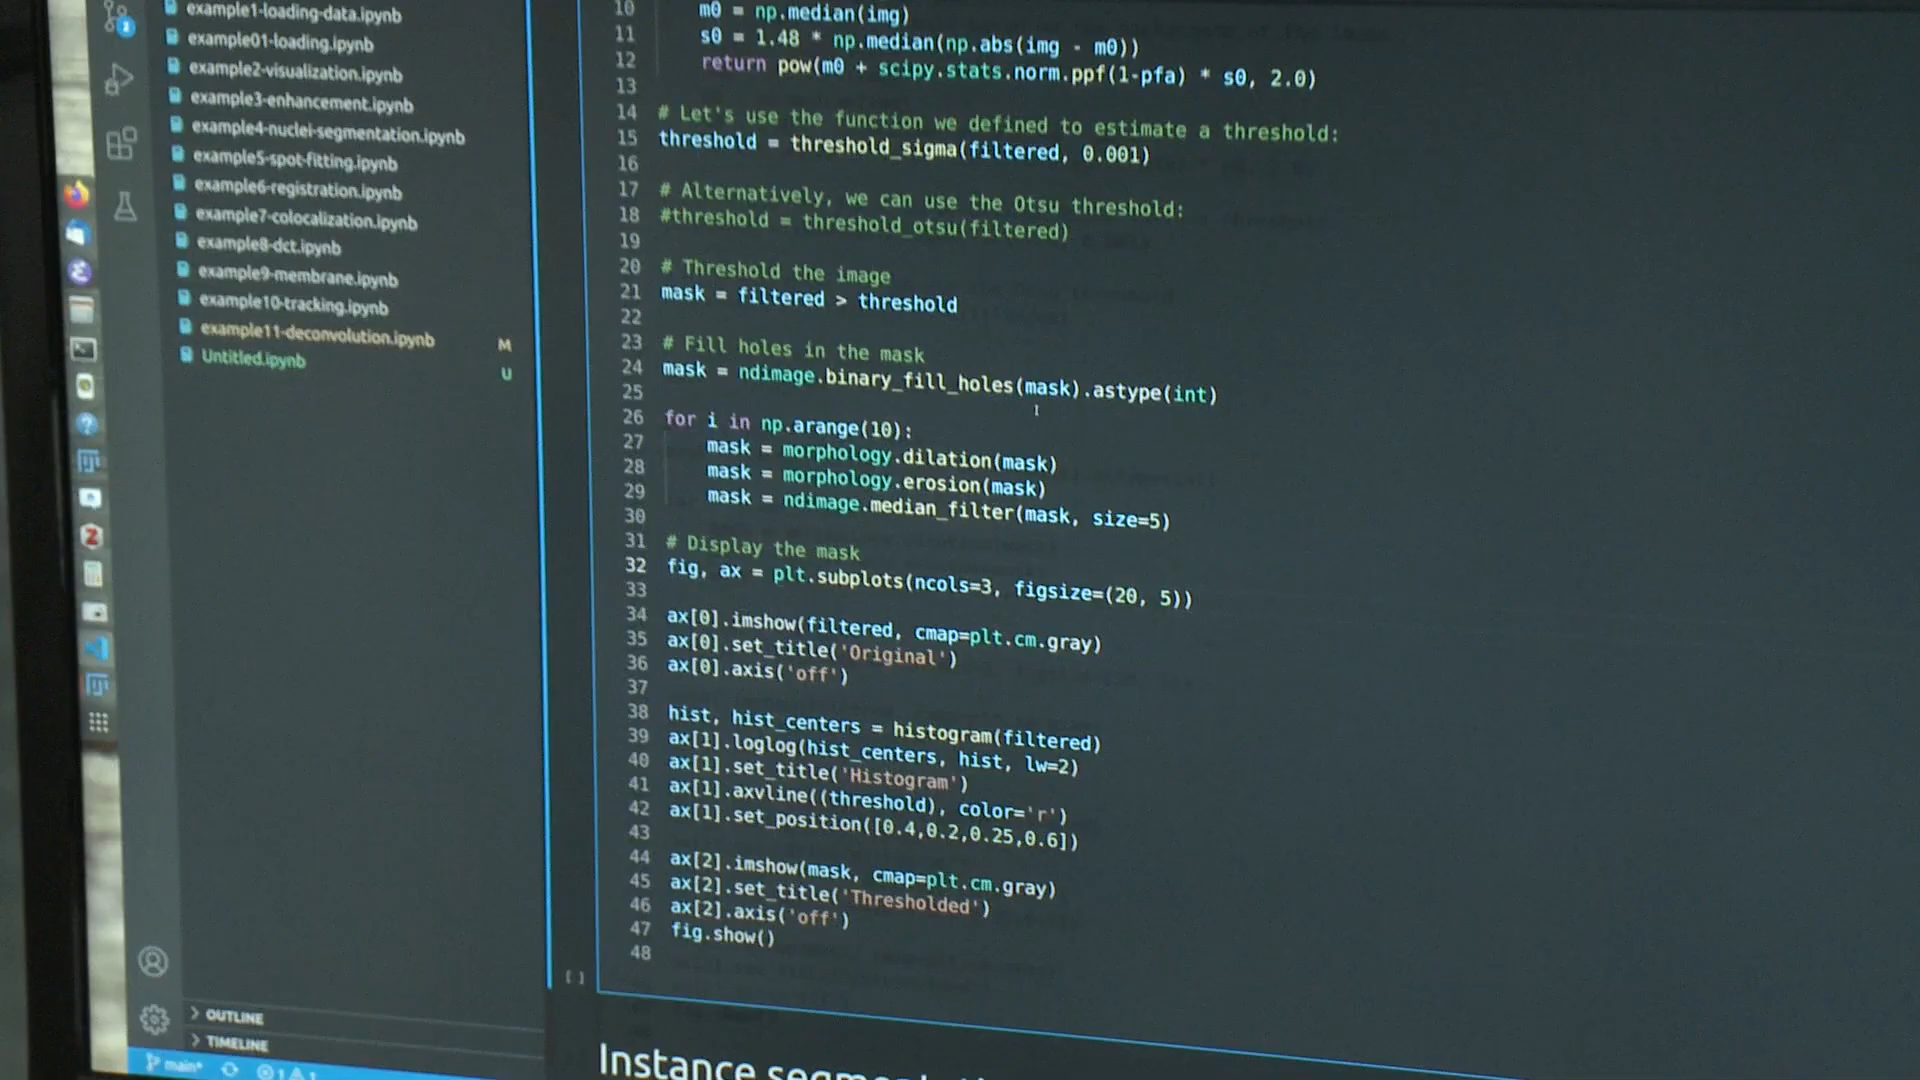 example1-loading-data.ipynb
example01-loading.ipynb
example2-visualization.ipynb
example3-enhancement.ipynb
example4-nuclei-segmentation.ipynb
example5-spot-fitting.ipynb
example6-registration.ipynb
example7-colocalization.ipynb
example8-dct.ipynb
example9-membrane.ipynb
example10-tracking.ipynb
example11-deconvolution.ipynb M
Untitled.ipynb U
OUTLINE
TIMELINE
main*
10 m0 = np.median(img)
11 s0 = 1.48 * np.median(np.abs(img - m0))
12 return pow(m0 + scipy.stats.norm.ppf(1-pfa) * s0, 2.0)
13
14 # Let's use the function we defined to estimate a threshold:
15 threshold = threshold_sigma(filtered, 0.001)
16
17 # Alternatively, we can use the Otsu threshold:
18 #threshold = threshold_otsu(filtered)
19
20 # Threshold the image
21 mask = filtered > threshold
22
23 # Fill holes in the mask
24 mask = ndimage.binary_fill_holes(mask).astype(int)
25
26 for i in np.arange(10):
27 mask = morphology.dilation(mask)
28 mask = morphology.erosion(mask)
29 mask = ndimage.median_filter(mask, size=5)
30
31 # Display the mask
32 fig, ax = plt.subplots(ncols=3, figsize=(20, 5))
33
34 ax[0].imshow(filtered, cmap=plt.cm.gray)
35 ax[0].set_title('Original')
36 ax[0].axis('off')
37
38 hist, hist_centers = histogram(filtered)
39 ax[1].loglog(hist_centers, hist, lw=2)
40 ax[1].set_title('Histogram')
41 ax[1].axvline((threshold), color='r')
42 ax[1].set_position([0.4,0.2,0.25,0.6])
43
44 ax[2].imshow(mask, cmap=plt.cm.gray)
45 ax[2].set_title('Thresholded')
46 ax[2].axis('off')
47 fig.show()
48
[ ]
Instance